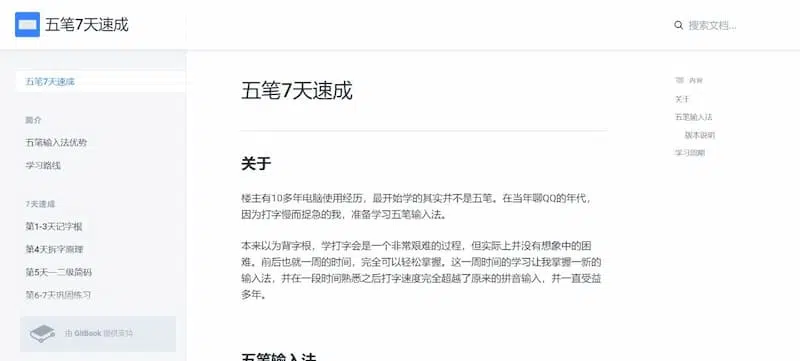 五笔7天速成
搜索文档...
五笔7天速成
简介
五笔输入法优势
学习路线
7天速成
第1-3天记字根
第4天拆字原理
第5天一二级简码
第6-7天巩固练习
由 GitBook 提供支持
五笔7天速成
关于
楼主有10多年电脑使用经历，最开始学的其实并不是五笔。在当年聊QQ的年代，
因为打字慢而捉急的我，准备学习五笔输入法。
本来以为背字根，学打字会是一个非常艰难的过程，但实际上并没有想象中的困
难。前后也就一周的时间，完全可以轻松掌握。这一周时间的学习让我掌握一新的
输入法，并在一段时间熟悉之后打字速度完全超越了原来的拼音输入，并一直受益
多年。
五笔输入法
内容
关于
五笔输入法
版本说明
学习周期